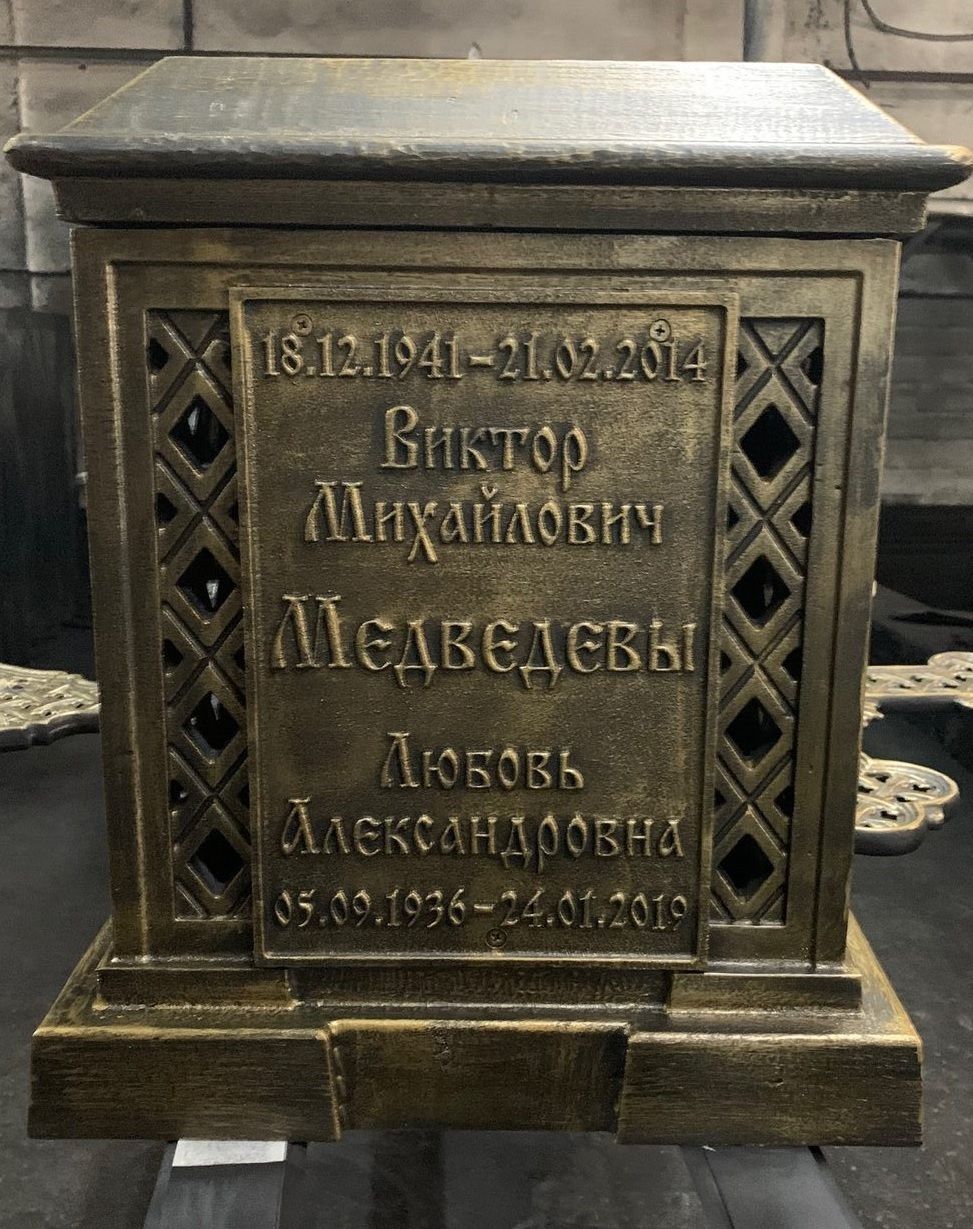 18.12.1941-21.02.2014
Виктор
Михайлович
Медведевы
Любовь
Александровна
05.09.1936-24.01.2019